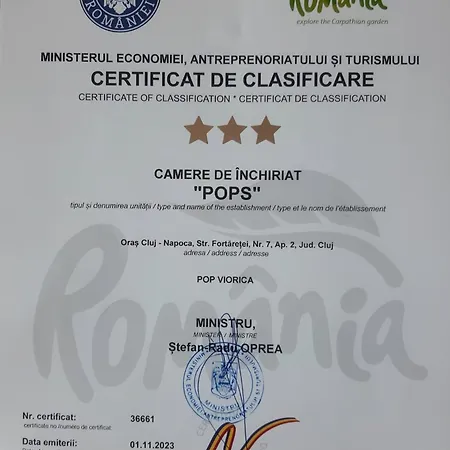 ROMÂNIEI
România
explore the Carpathian garden
MINISTERUL ECONOMIEI, ANTREPRENORIATULUI ȘI TURISMULUI
CERTIFICAT DE CLASIFICARE
CERTIFICATE OF CLASSIFICATION * CERTIFICAT DE CLASSIFICATION
CAMERE DE ÎNCHIRIAT
"POPS"
tipul și denumirea unității / type and name of the establishment / type et le nom de l'établissement
Oraș Cluj - Napoca, Str. Fortăreței, Nr. 7, Ap. 2, Jud. Cluj
adresa / address / adresse
POP VIORICA
România
MINISTRU,
MINISTER / MINISTRE
Ștefan-Radu OPREA
MINISTRU
Nr. certificat: 36661
certificate no./numéro de certificat:
Data emiterii: 01.11.2023